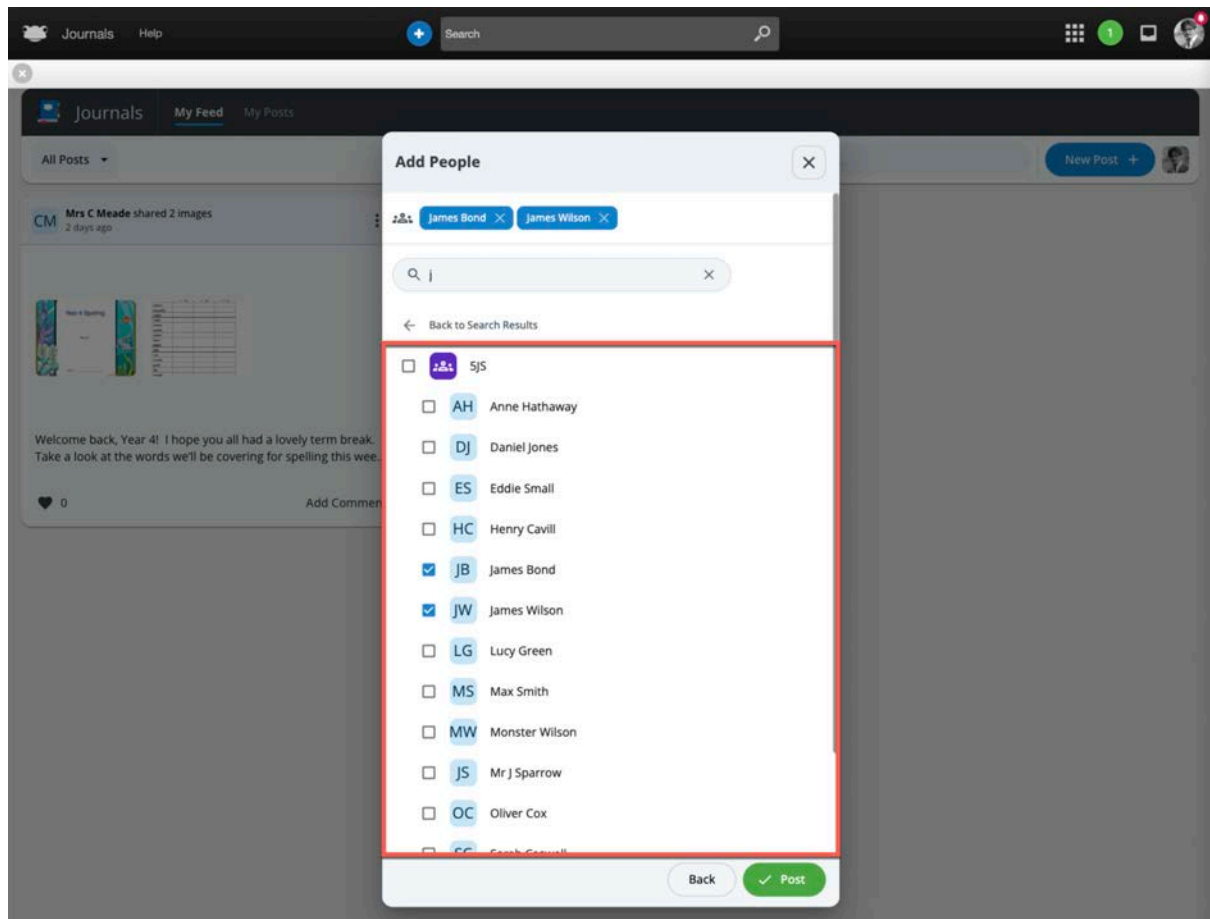 Journals Help Search 1
Journals My Feed My Posts
All Posts New Post +
CM Mrs C Meade shared 2 images
2 days ago
Year 4 Spelling
Welcome back, Year 4! I hope you all had a lovely term break.
Take a look at the words we'll be covering for spelling this wee..
0 Add Commen
Add People
James Bond James Wilson
j
Back to Search Results
5JS
AH Anne Hathaway
DJ Daniel Jones
ES Eddie Small
HC Henry Cavill
JB James Bond
JW James Wilson
LG Lucy Green
MS Max Smith
MW Monster Wilson
JS Mr J Sparrow
OC Oliver Cox
Back Post